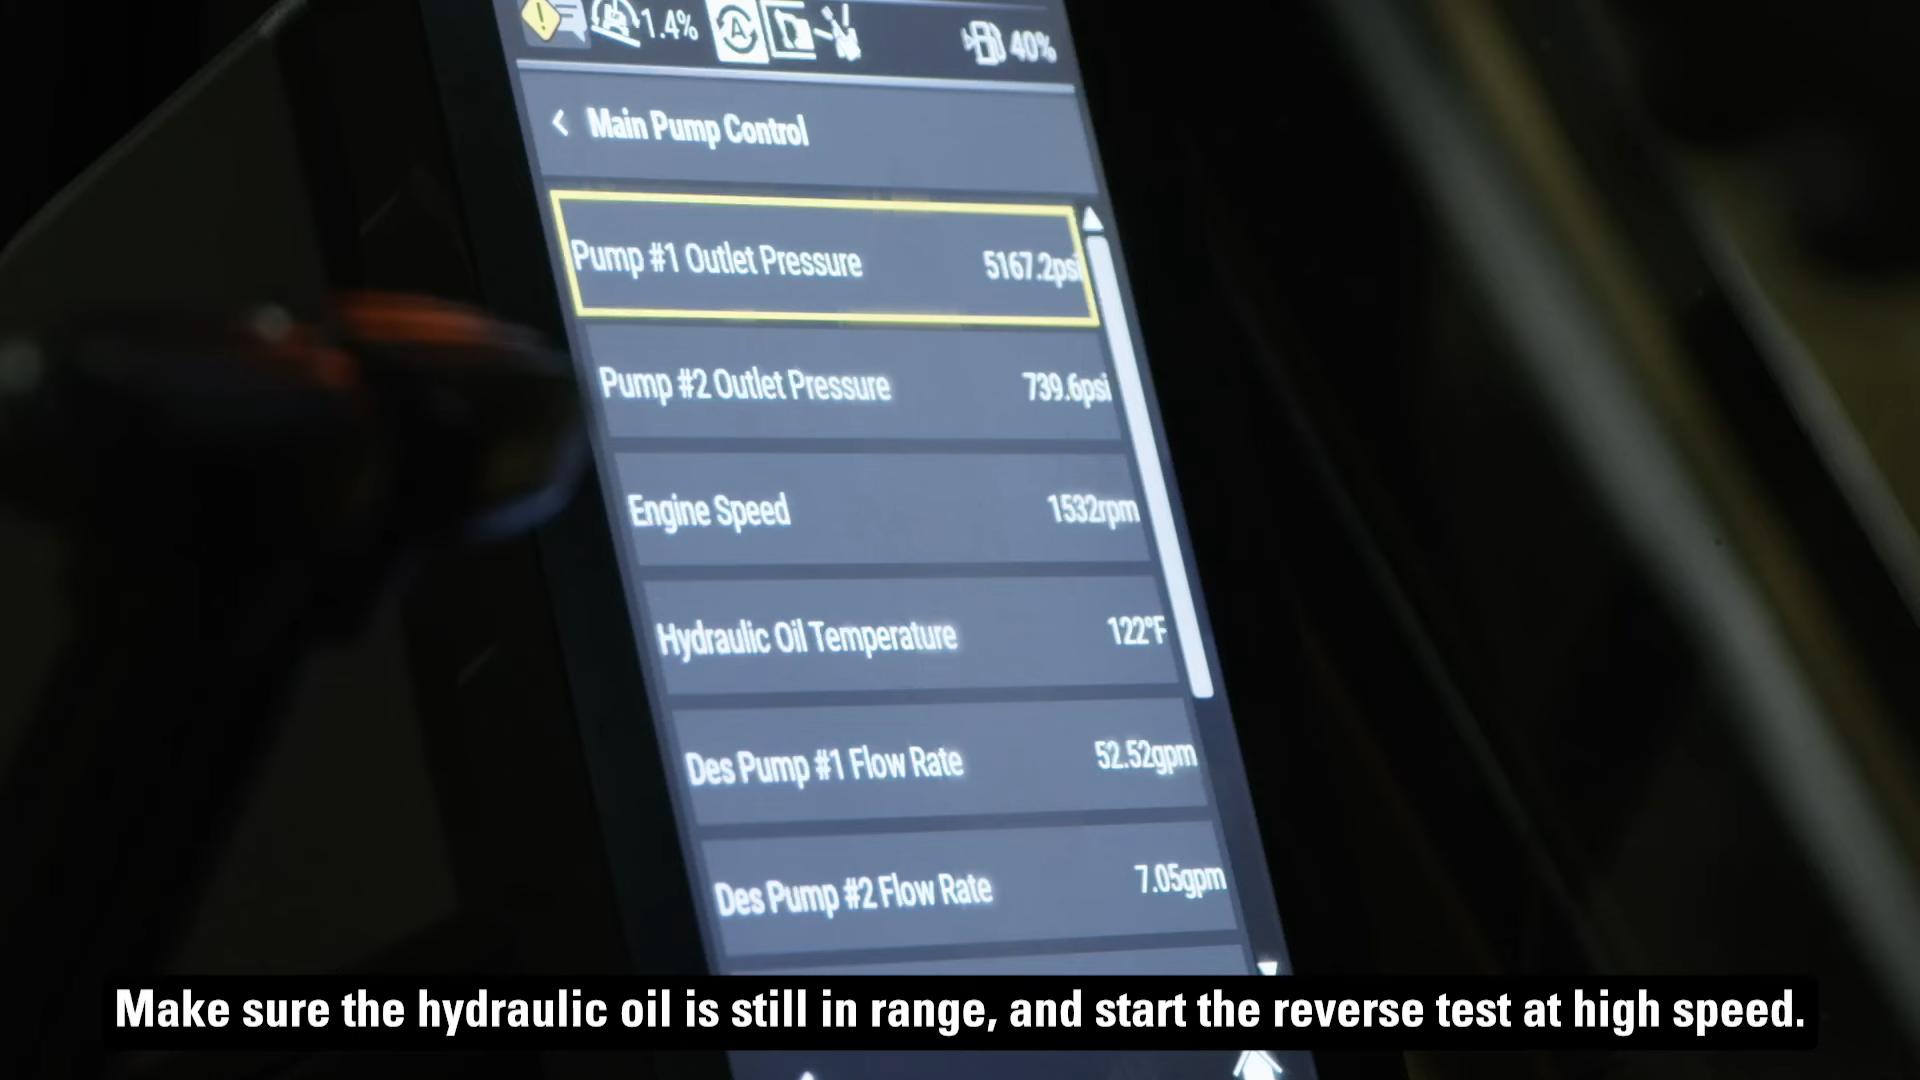 1.4%
A
40%
Main Pump Control
Pump #1 Outlet Pressure 5167.2psi
Pump #2 Outlet Pressure 739.6psi
Engine Speed 1532rpm
Hydraulic Oil Temperature 122°F
Des Pump #1 Flow Rate 52.52gpm
Des Pump #2 Flow Rate 7.05gpm
Make sure the hydraulic oil is still in range, and start the reverse test at high speed.